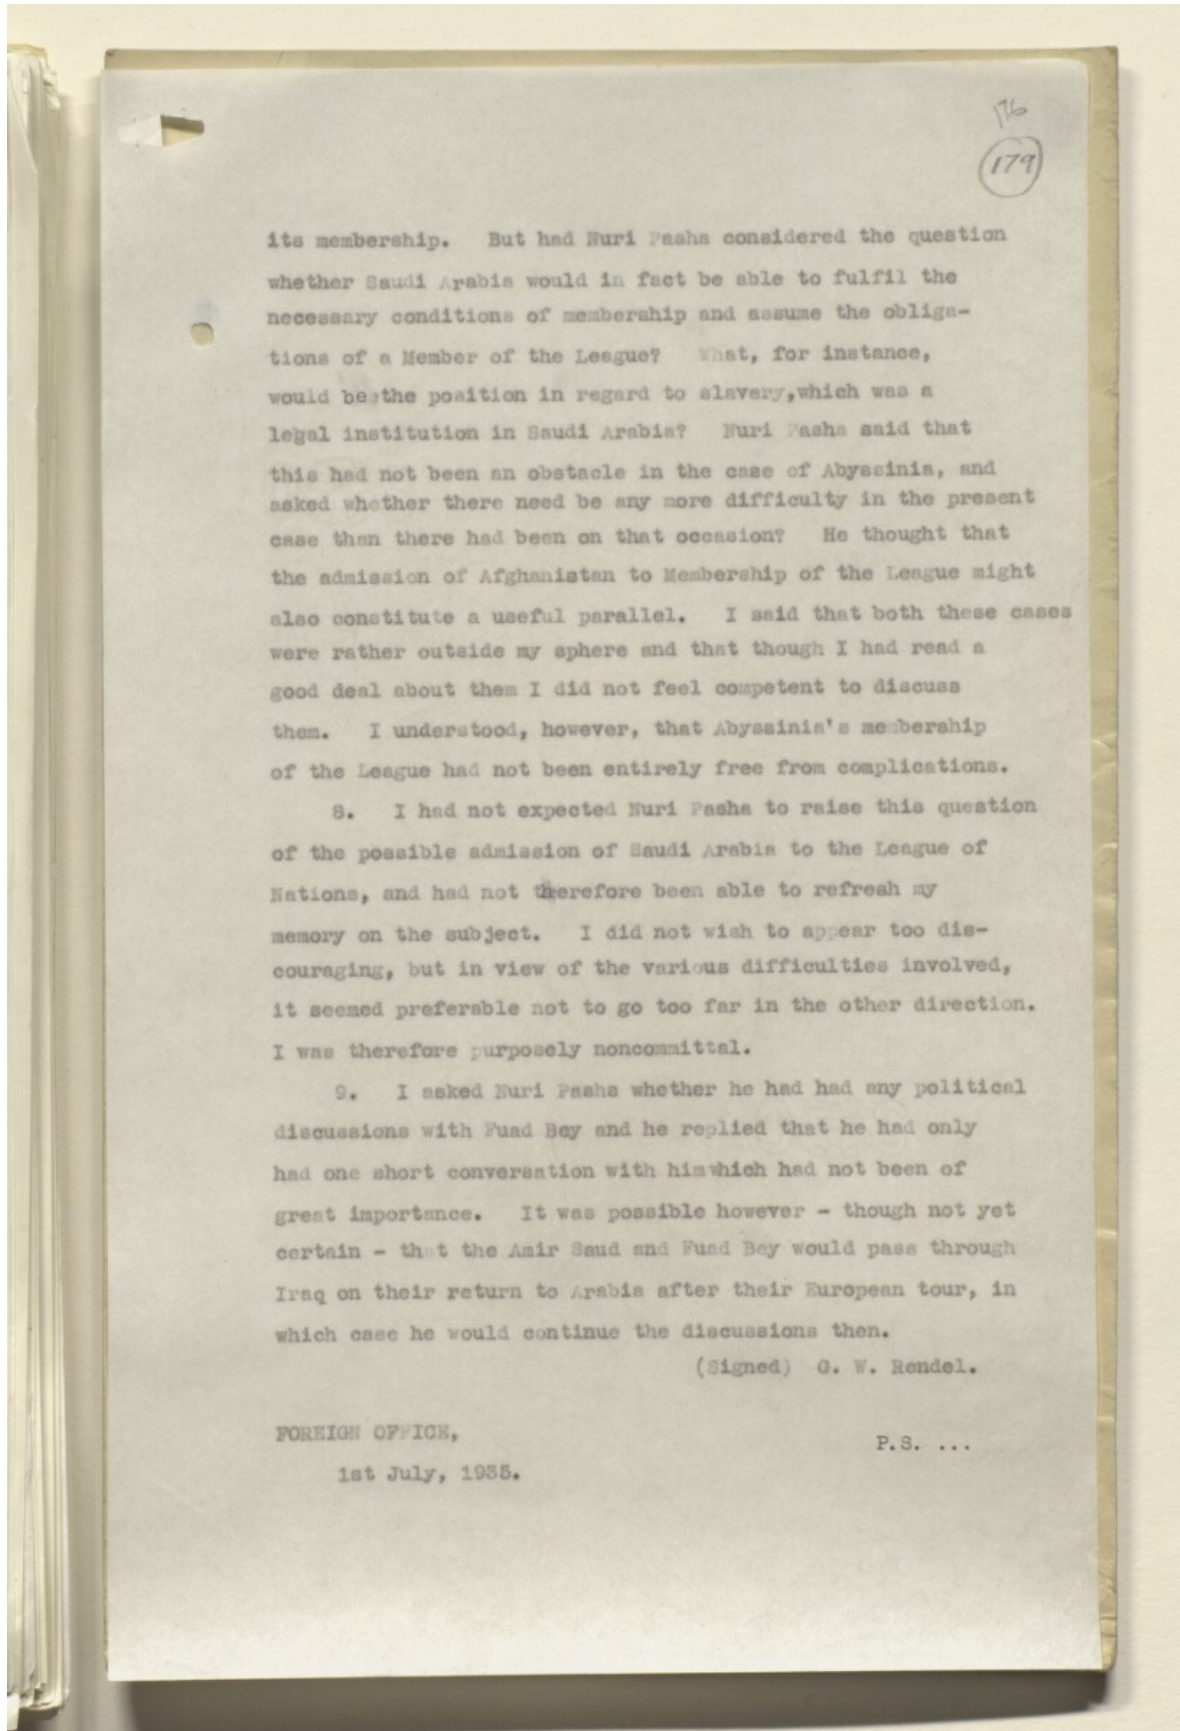 176
179
its membership. But had Nuri Pasha considered the question
whether Saudi Arabia would in fact be able to fulfil the
necessary conditions of membership and assume the obliga-
tions of a Member of the League? What, for instance,
would be the position in regard to slavery,which was a
legal institution in Saudi Arabia? Nuri Pasha said that
this had not been an obstacle in the case of Abyssinia, and
asked whether there need be any more difficulty in the present
case than there had been on that occasion? He thought that
the admission of Afghanistan to Membership of the League might
also constitute a useful parallel. I said that both these cases
were rather outside my sphere and that though I had read a
good deal about them I did not feel competent to discuss
them. I understood, however, that Abyssinia's membership
of the League had not been entirely free from complications.
8. I had not expected Nuri Pasha to raise this question
of the possible admission of Saudi Arabia to the League of
Nations, and had not therefore been able to refresh my
memory on the subject. I did not wish to appear too dis-
couraging, but in view of the various difficulties involved,
it seemed preferable not to go too far in the other direction.
I was therefore purposely noncommittal.
9. I asked Nuri Pasha whether he had had any political
discussions with Fuad Bey and he replied that he had only
had one short conversation with himwhich had not been of
great importance. It was possible however - though not yet
certain - that the Amir Saud and Fuad Bey would pass through
Iraq on their return to Arabia after their European tour, in
which case he would continue the discussions then.
(Signed) G. W. Rendel.
FOREIGN OFFICE,
P.S. ...
1st July, 1935.